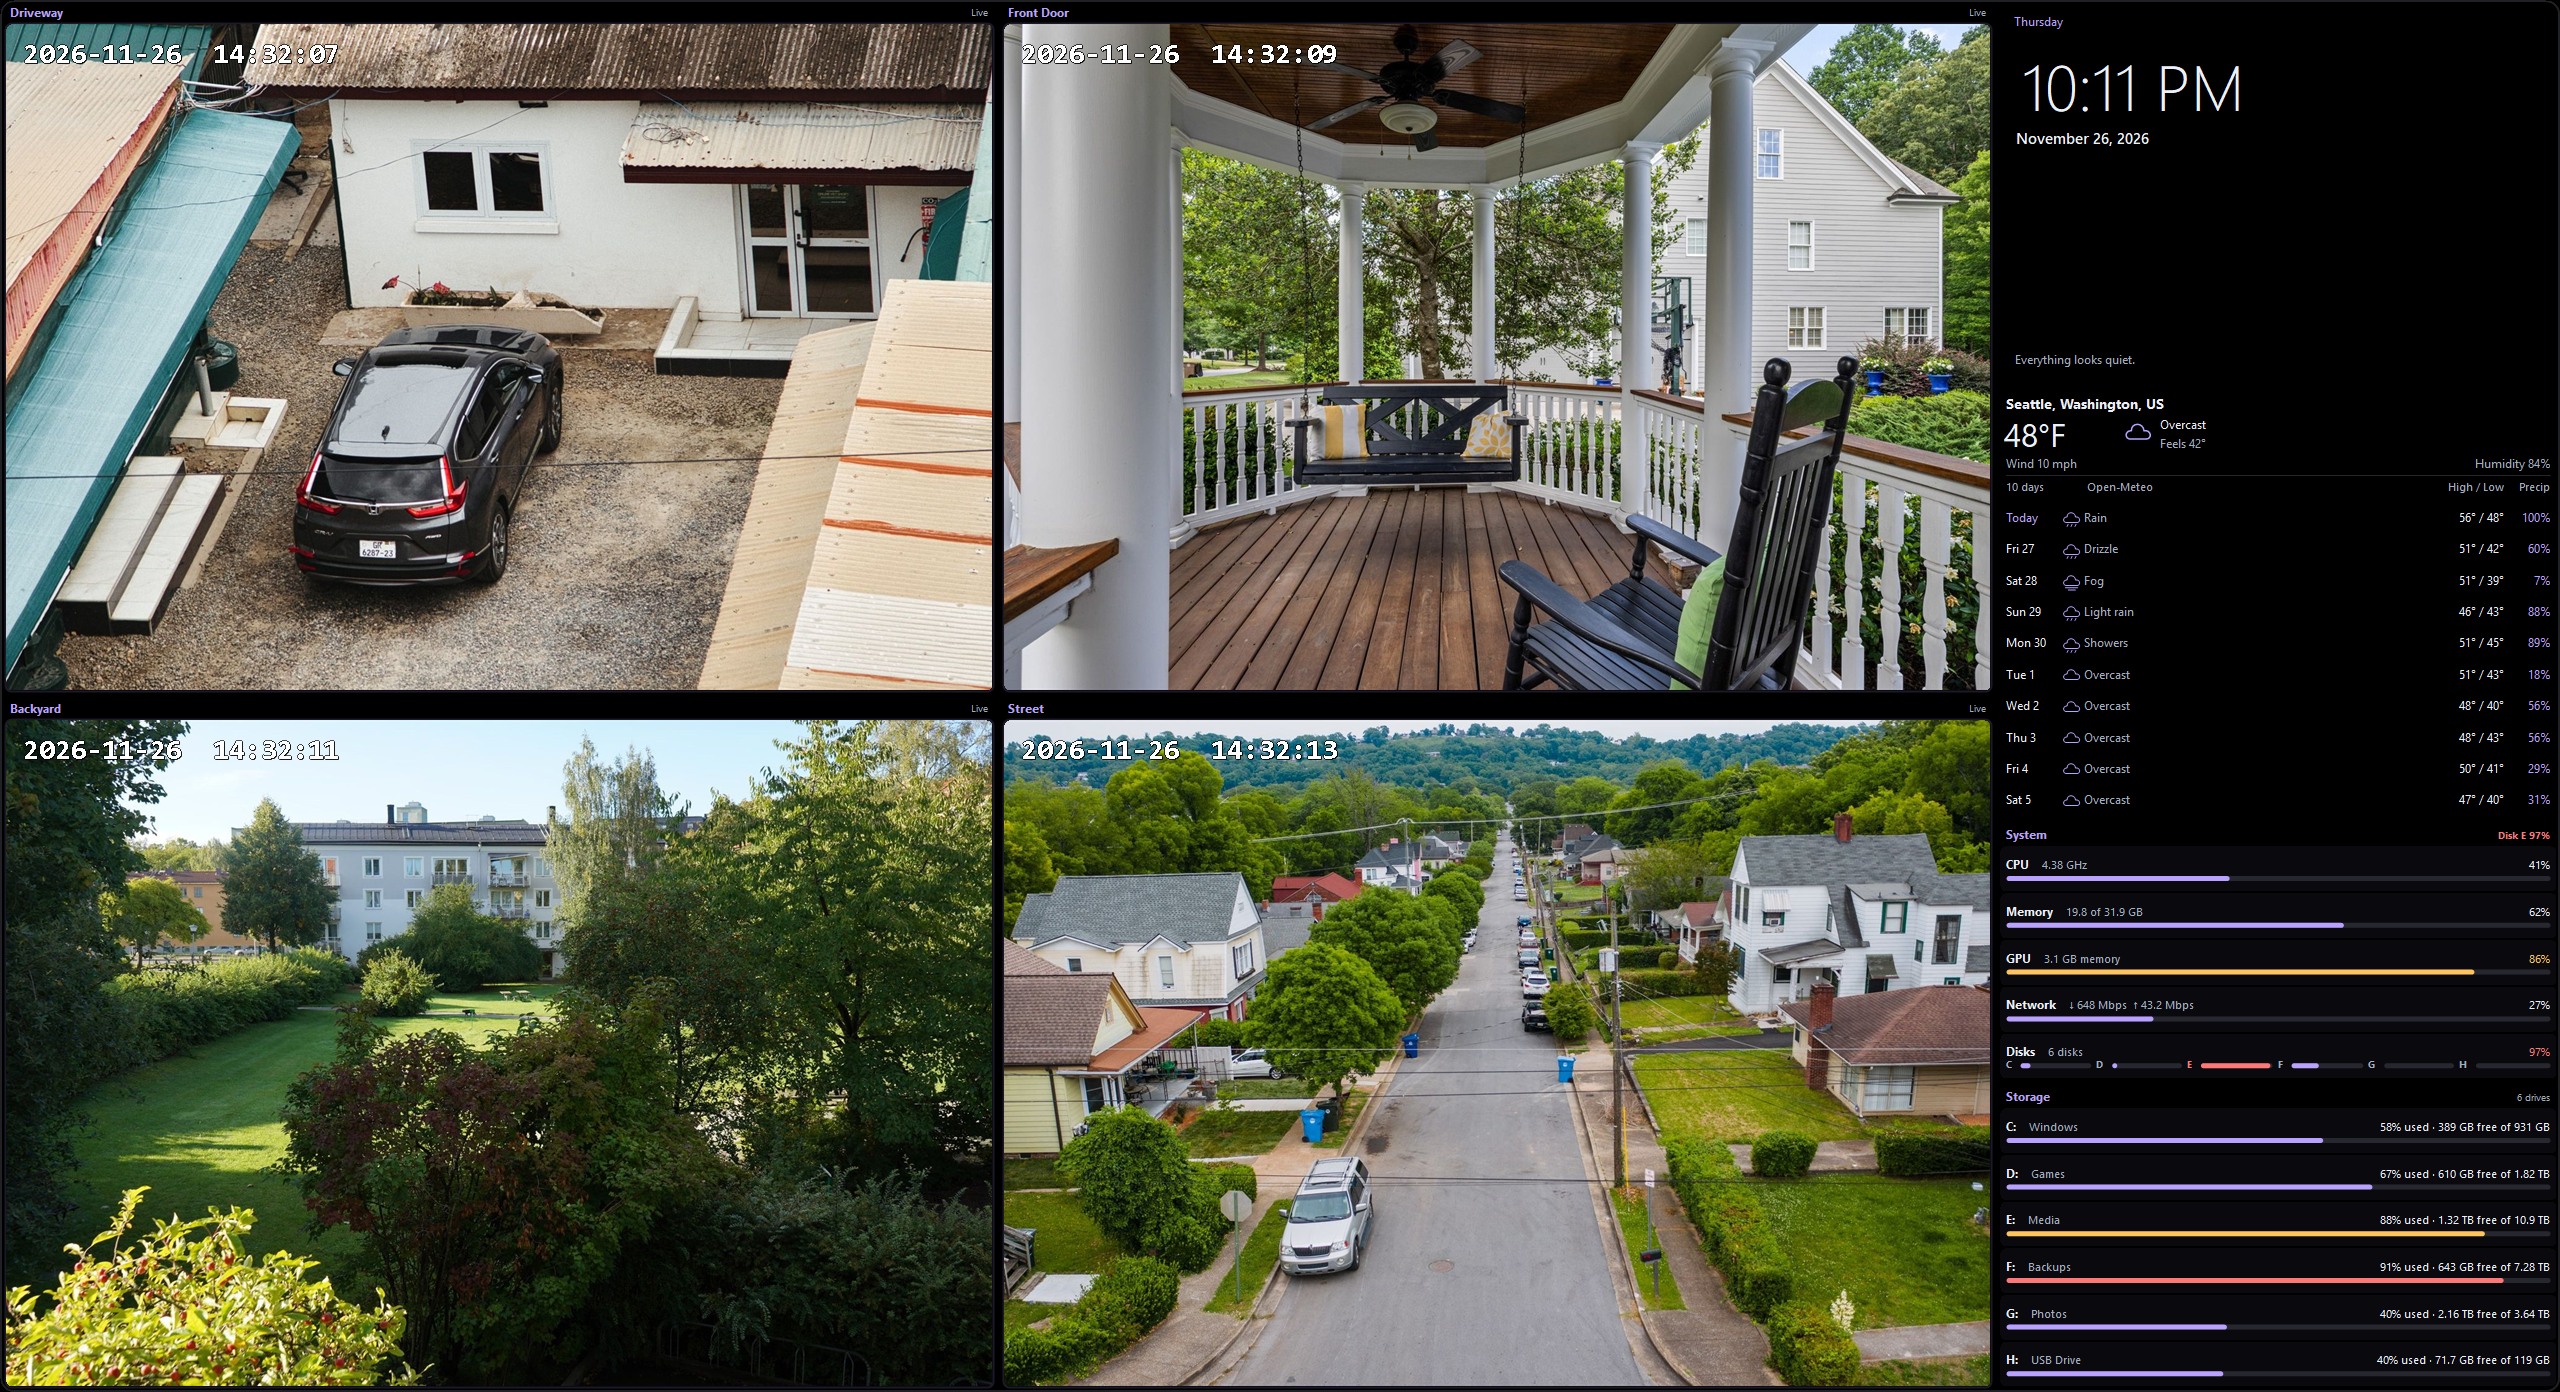 Driveway Live
2026-11-26 14:32:07
6287-23
Front Door Live
2026-11-26 14:32:09
Backyard Live
2026-11-26 14:32:11
Street Live
2026-11-26 14:32:13
Thursday
10:11 PM
November 26, 2026
Everything looks quiet.
Seattle, Washington, US
48°F Overcast
Feels 42°
Wind 10 mph Humidity 84%
10 days Open-Meteo High / Low Precip
Today Rain 56° / 48° 100%
Fri 27 Drizzle 51° / 42° 60%
Sat 28 Fog 51° / 39° 7%
Sun 29 Light rain 46° / 43° 88%
Mon 30 Showers 51° / 45° 89%
Tue 1 Overcast 51° / 43° 18%
Wed 2 Overcast 48° / 40° 56%
Thu 3 Overcast 48° / 43° 56%
Fri 4 Overcast 50° / 41° 29%
Sat 5 Overcast 47° / 40° 31%
System Disk E 97%
CPU 4.38 GHz 41%
Memory 19.8 of 31.9 GB 62%
GPU 3.1 GB memory 86%
Network ↓ 648 Mbps ↑ 43.2 Mbps 27%
Disks 6 disks 97%
C D E F G H
Storage 6 drives
C: Windows 58% used · 389 GB free of 931 GB
D: Games 67% used · 610 GB free of 1.82 TB
E: Media 88% used · 1.32 TB free of 10.9 TB
F: Backups 91% used · 643 GB free of 7.28 TB
G: Photos 40% used · 2.16 TB free of 3.64 TB
H: USB Drive 40% used · 71.7 GB free of 119 GB